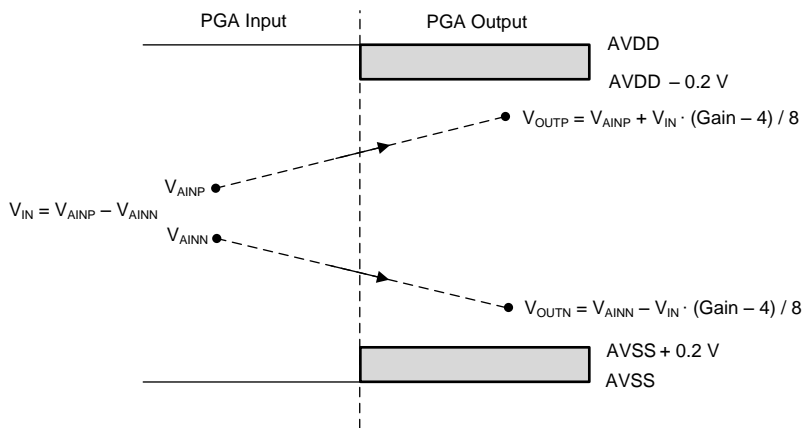 PGA Input
PGA Output
AVDD
AVDD – 0.2 V
V_OUTP = V_AINP + V_IN · (Gain – 4) / 8
V_AINP
V_IN = V_AINP – V_AINN
V_AINN
V_OUTN = V_AINN – V_IN · (Gain – 4) / 8
AVSS + 0.2 V
AVSS